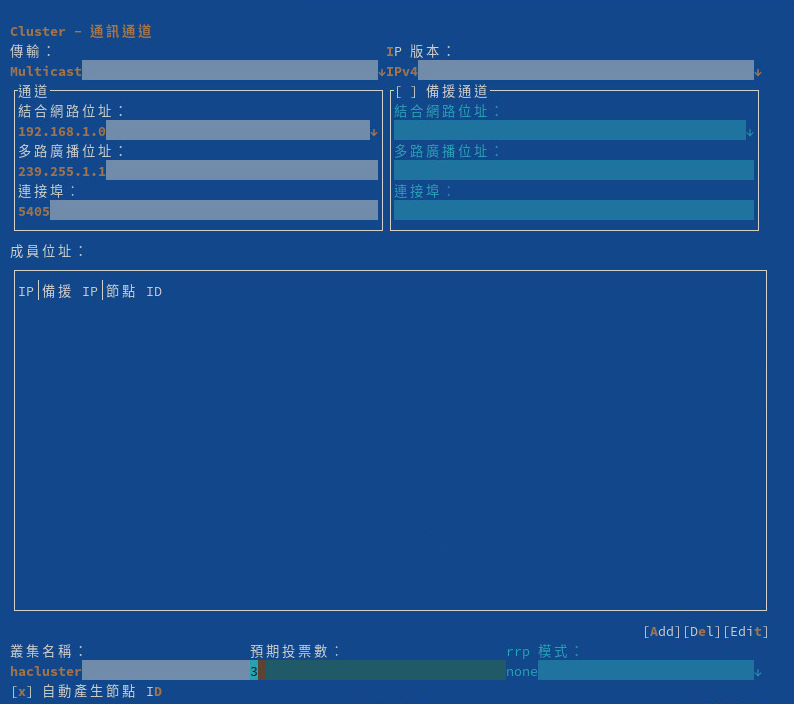 Cluster - 通訊通道
傳輸： IP 版本：
Multicast↓IPv4↓
通道 [ ] 備援通道
結合網路位址： 結合網路位址：
192.168.1.0↓ ↓
多路廣播位址： 多路廣播位址：
239.255.1.1
連接埠： 連接埠：
5405
成員位址：
IP│備援 IP│節點 ID
[Add][Del][Edit]
叢集名稱： 預期投票數： rrp 模式：
hacluster 3 none↓
[x] 自動產生節點 ID